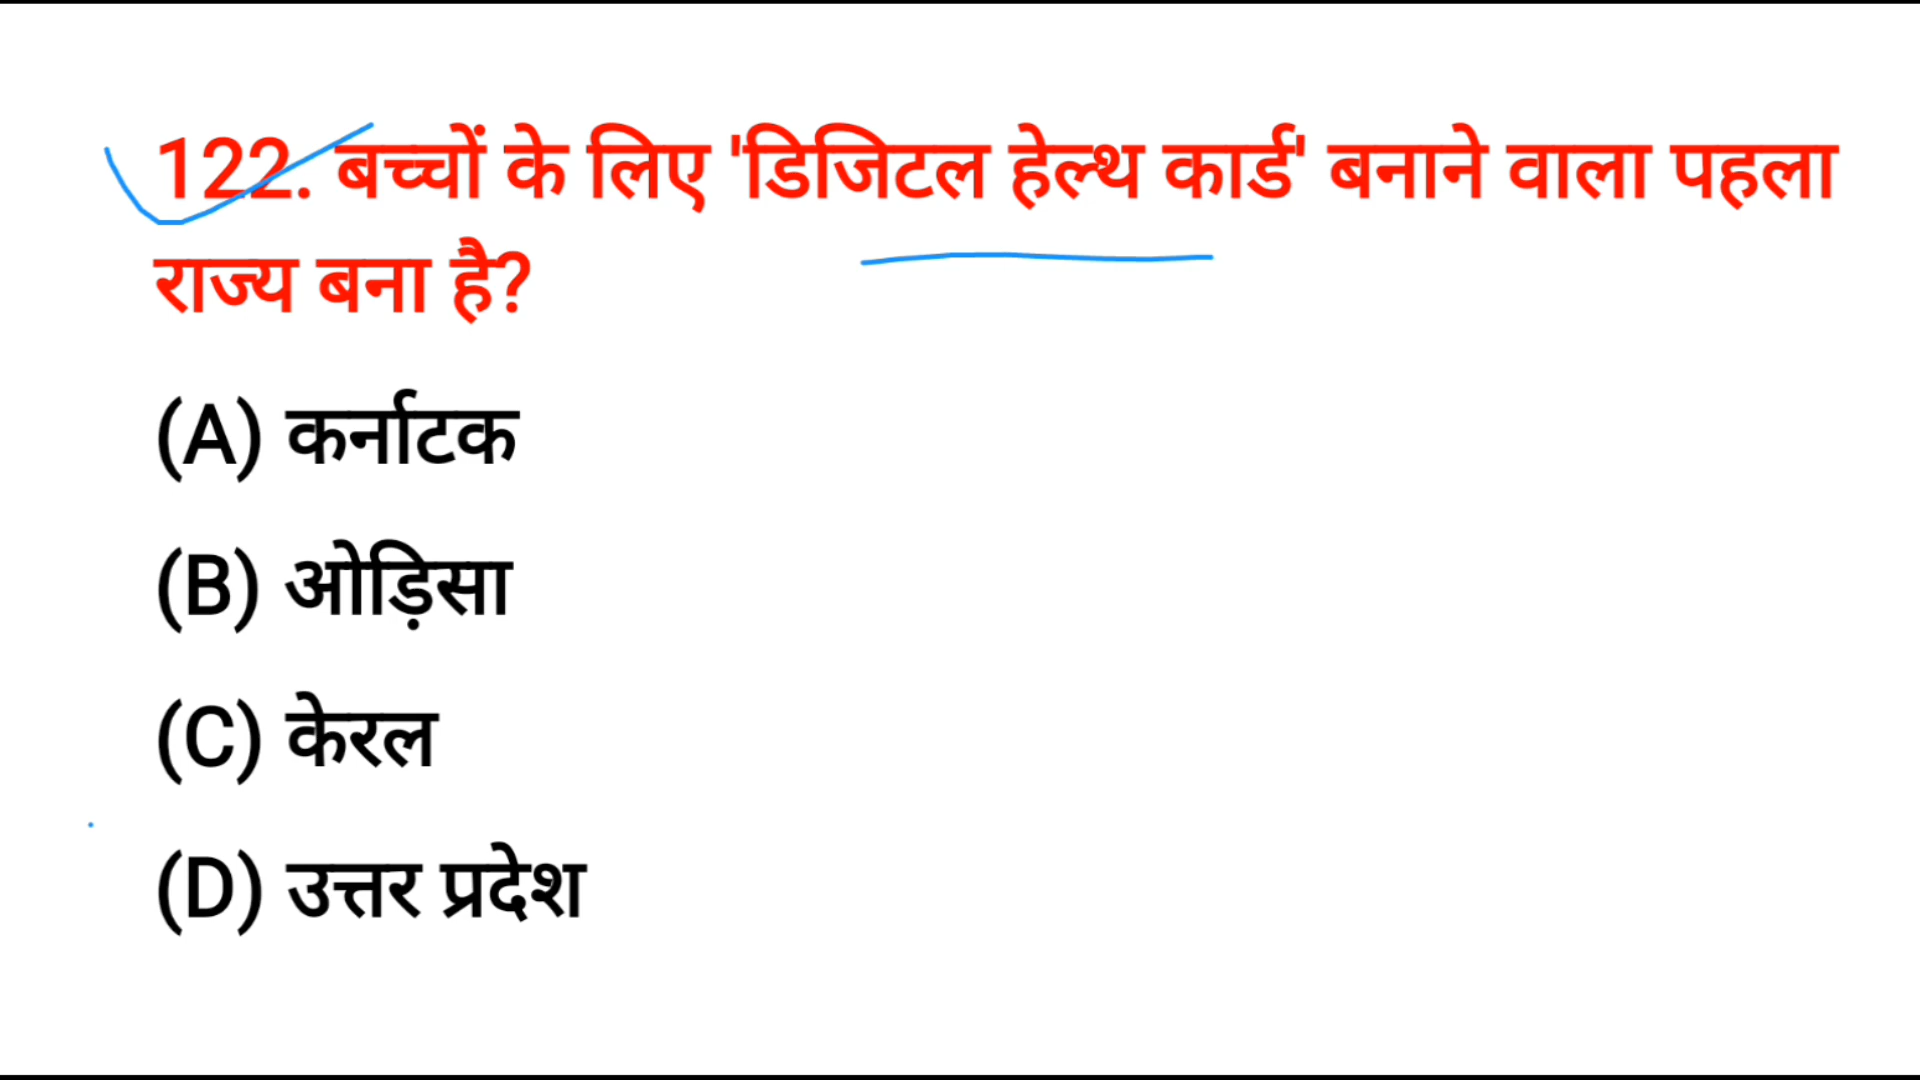 122. बच्चों के लिए 'डिजिटल हेल्थ कार्ड' बनाने वाला पहला
राज्य बना है?
(A) कर्नाटक
(B) ओड़िसा
(C) केरल
(D) उत्तर प्रदेश